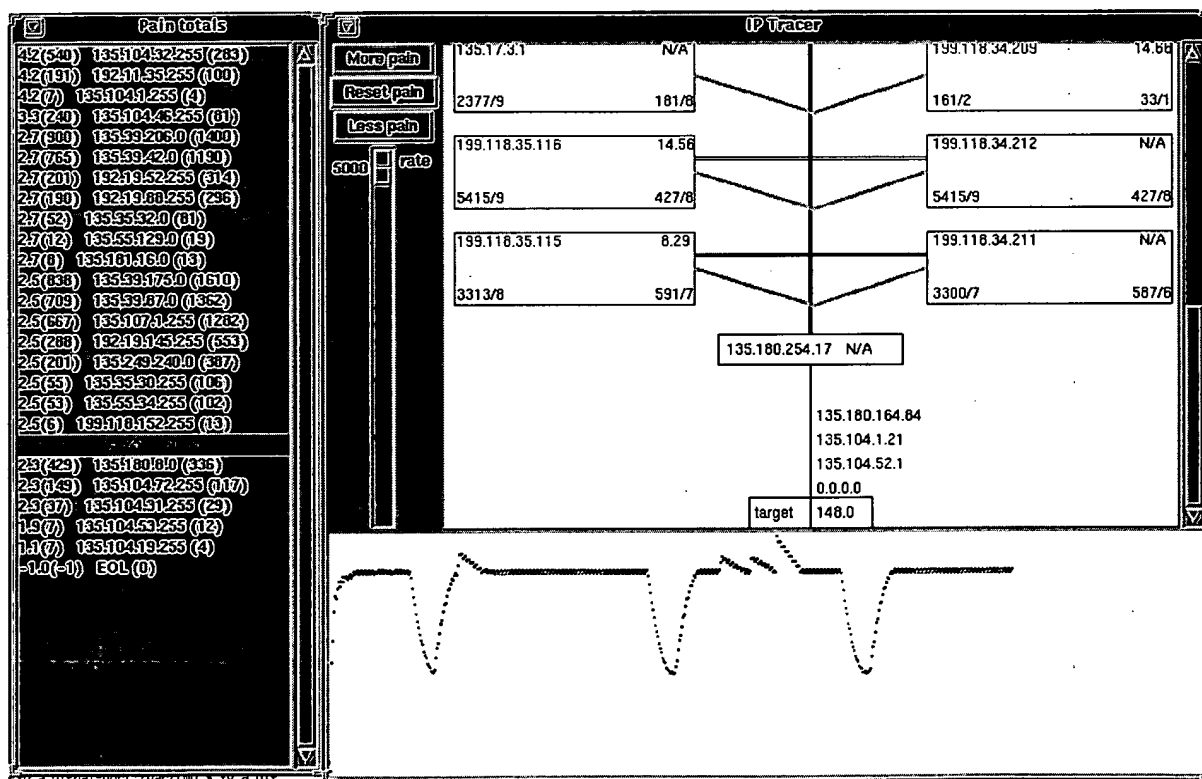 Pain totals
4.2(540) 135.104.32.255 (283)
4.2(191) 192.11.35.255 (100)
4.2(7) 135.104.1.255 (4)
3.3(240) 135.104.46.255 (81)
2.7(900) 135.39.206.0 (1400)
2.7(765) 135.39.42.0 (1190)
2.7(201) 192.19.52.255 (314)
2.7(190) 192.19.88.255 (296)
2.7(52) 135.35.32.0 (81)
2.7(12) 135.55.129.0 (19)
2.7(8) 135.161.16.0 (13)
2.5(838) 135.39.175.0 (1610)
2.5(709) 135.39.87.0 (1362)
2.5(667) 135.107.1.255 (1282)
2.5(288) 192.19.145.255 (553)
2.5(201) 135.249.240.0 (387)
2.5(55) 135.35.30.255 (106)
2.5(53) 135.55.34.255 (102)
2.5(6) 199.118.152.255 (13)
2.3(429) 135.180.8.0 (336)
2.3(149) 135.104.72.255 (117)
2.3(37) 135.104.31.255 (29)
1.9(7) 135.104.53.255 (12)
1.1(7) 135.104.19.255 (4)
-1.0(-1) EOL (0)
IP Tracer
More pain
Reset pain
Less pain
5000 rate
135.17.3.1 N/A
2377/9 181/8
199.118.34.209 14.68
161/2 33/1
199.118.35.116 14.56
5415/9 427/8
199.118.34.212 N/A
5415/9 427/8
199.118.35.115 8.29
3313/8 591/7
199.118.34.211 N/A
3300/7 587/6
135.180.254.17 N/A
135.180.164.84
135.104.1.21
135.104.52.1
0.0.0.0
target 148.0